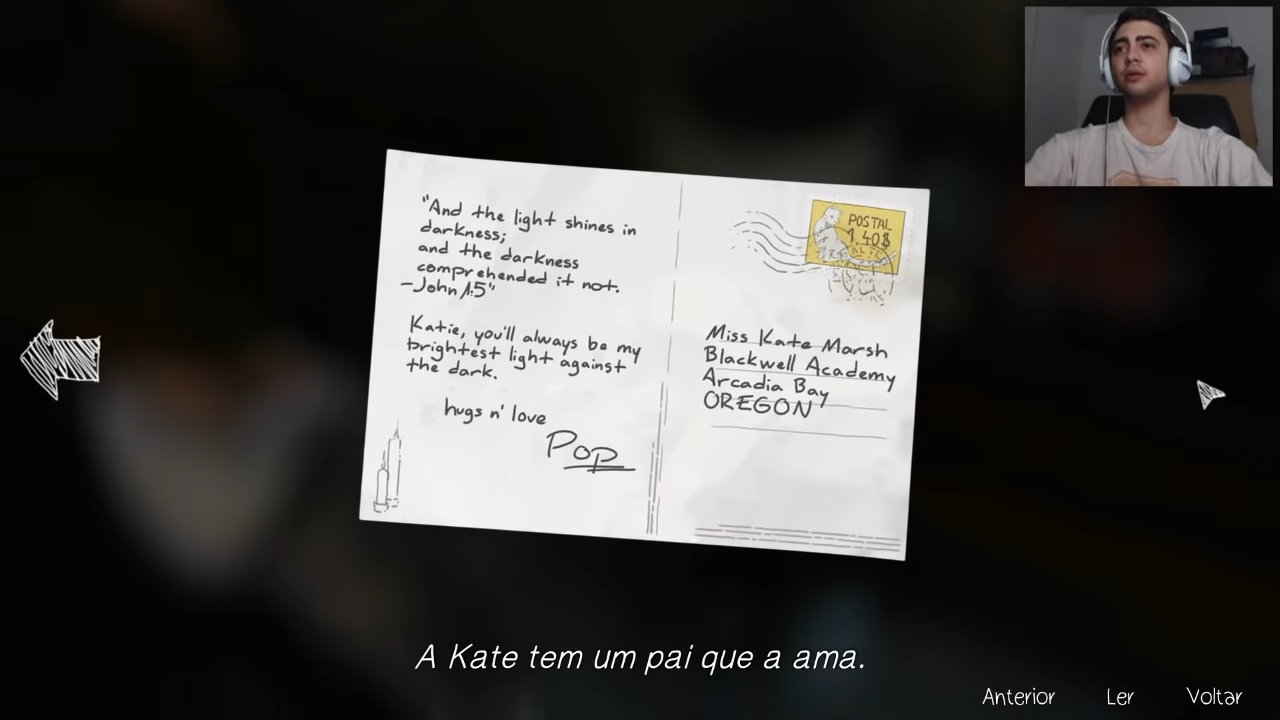 "And the light shines in
darkness;
and the darkness
comprehended it not.
-John 1:5"
Katie, you'll always be my
brightest light against
the dark.
hugs n' love
Pop
POSTAL
1.40$
Miss Kate Marsh
Blackwell Academy
Arcadia Bay
OREGON
A Kate tem um pai que a ama.
Anterior
Ler
Voltar